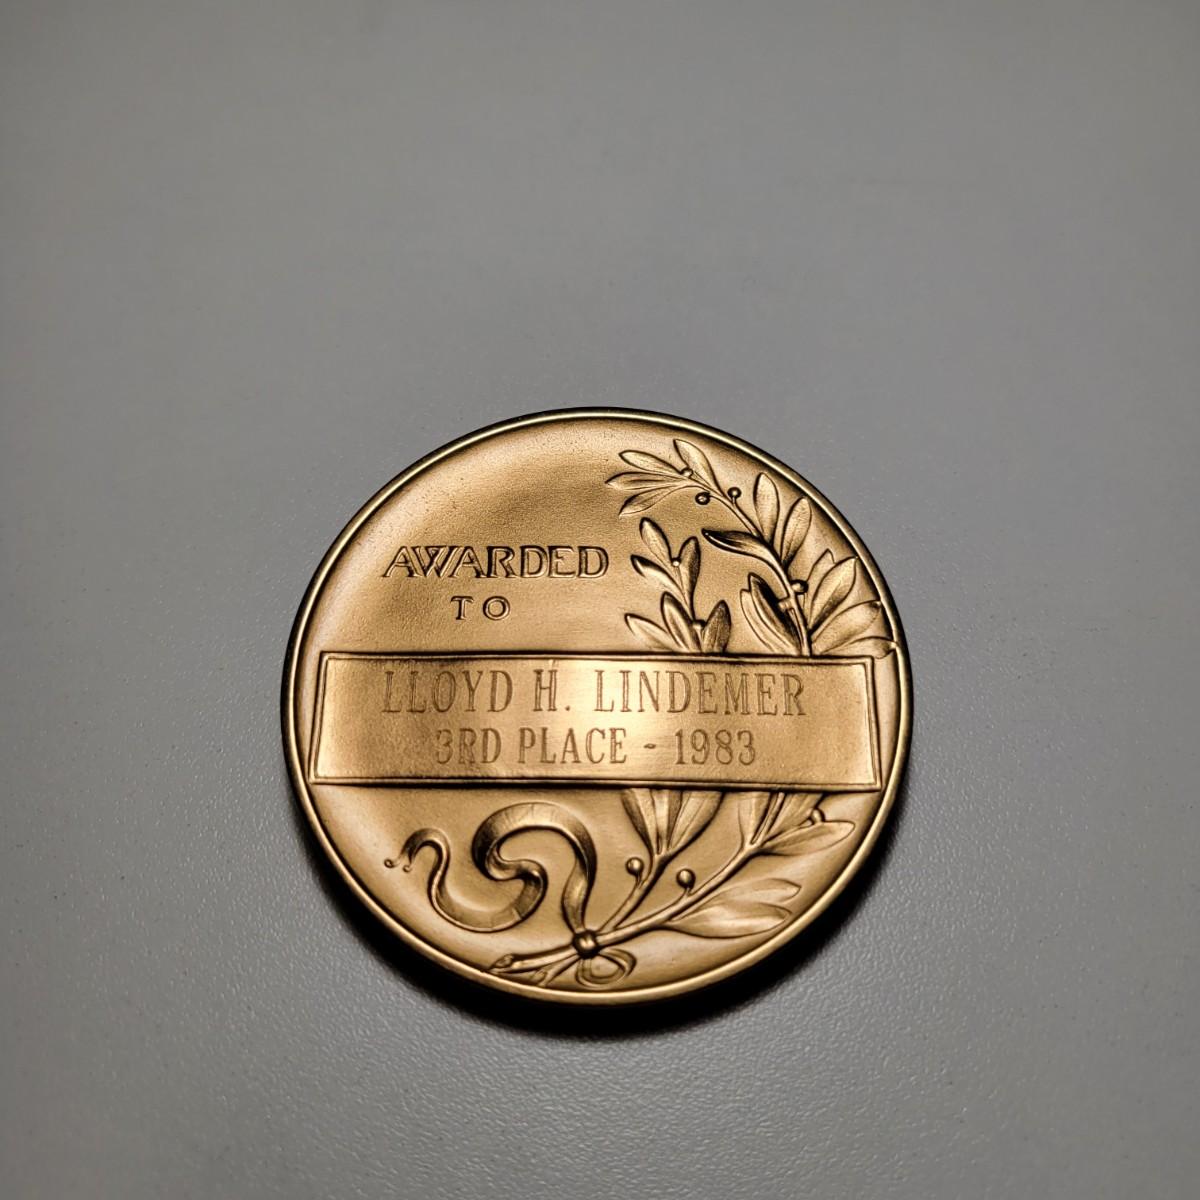 AWARDED
TO
LLOYD H. LINDEMER
3RD PLACE - 1983